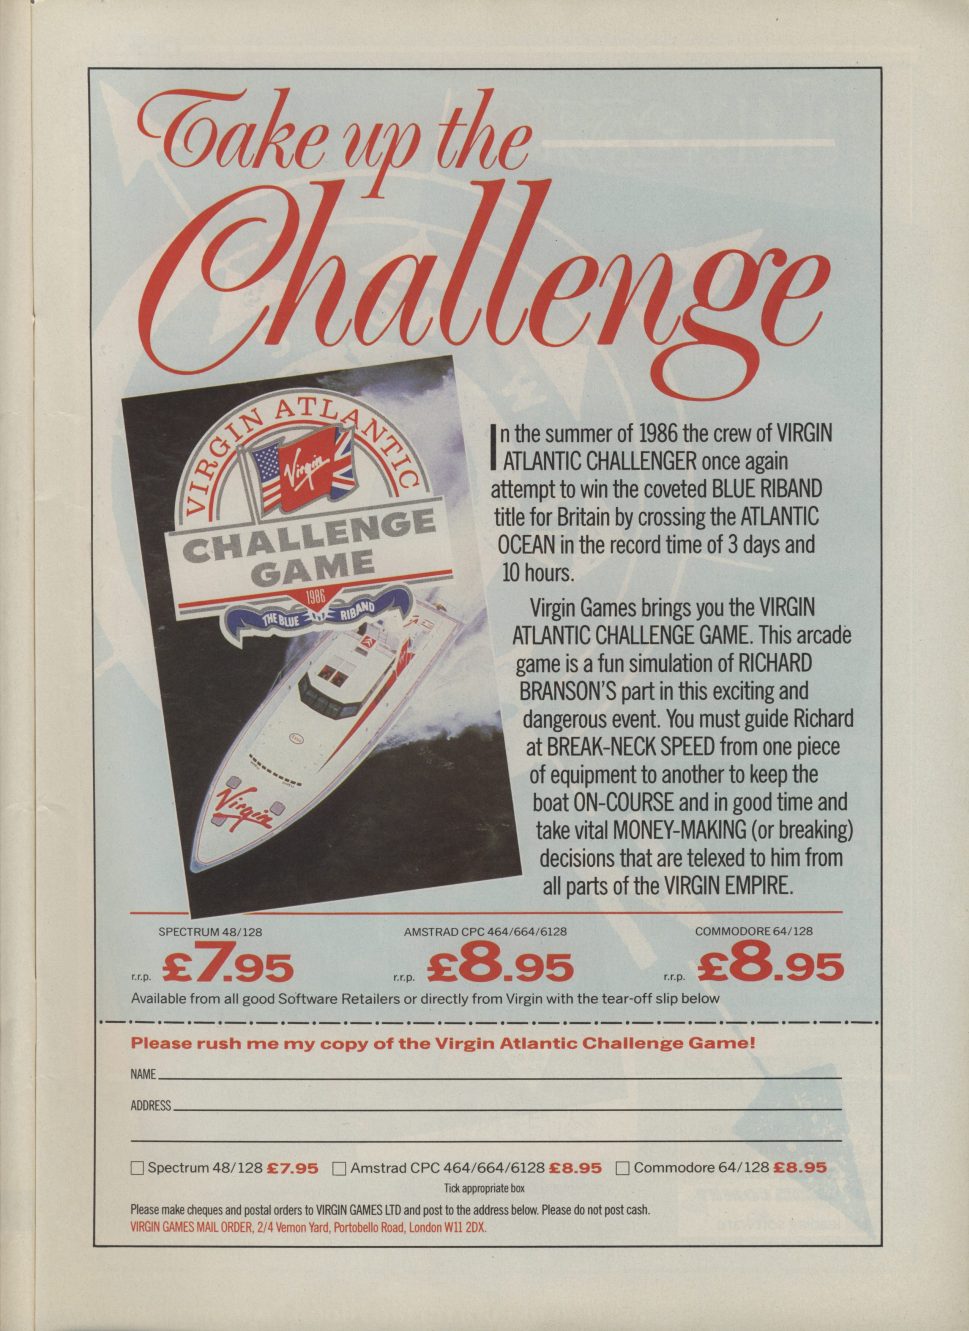 Take up the
Challenge
VIRGIN ATLANTIC
Virgin
CHALLENGE
GAME
1986
THE BLUE RIBAND
Virgin
In the summer of 1986 the crew of VIRGIN
ATLANTIC CHALLENGER once again
attempt to win the coveted BLUE RIBAND
title for Britain by crossing the ATLANTIC
OCEAN in the record time of 3 days and
10 hours.
Virgin Games brings you the VIRGIN
ATLANTIC CHALLENGE GAME. This arcade
game is a fun simulation of RICHARD
BRANSON'S part in this exciting and
dangerous event. You must guide Richard
at BREAK-NECK SPEED from one piece
of equipment to another to keep the
boat ON-COURSE and in good time and
take vital MONEY-MAKING (or breaking)
decisions that are telexed to him from
all parts of the VIRGIN EMPIRE.
SPECTRUM 48/128
r.r.p. £7.95
AMSTRAD CPC 464/664/6128
r.r.p. £8.95
COMMODORE 64/128
r.r.p. £8.95
Available from all good Software Retailers or directly from Virgin with the tear-off slip below
Please rush me my copy of the Virgin Atlantic Challenge Game!
NAME
ADDRESS
Spectrum 48/128 £7.95 Amstrad CPC 464/664/6128 £8.95 Commodore 64/128 £8.95
Tick appropriate box
Please make cheques and postal orders to VIRGIN GAMES LTD and post to the address below. Please do not post cash.
VIRGIN GAMES MAIL ORDER, 2/4 Vernon Yard, Portobello Road, London W11 2DX.